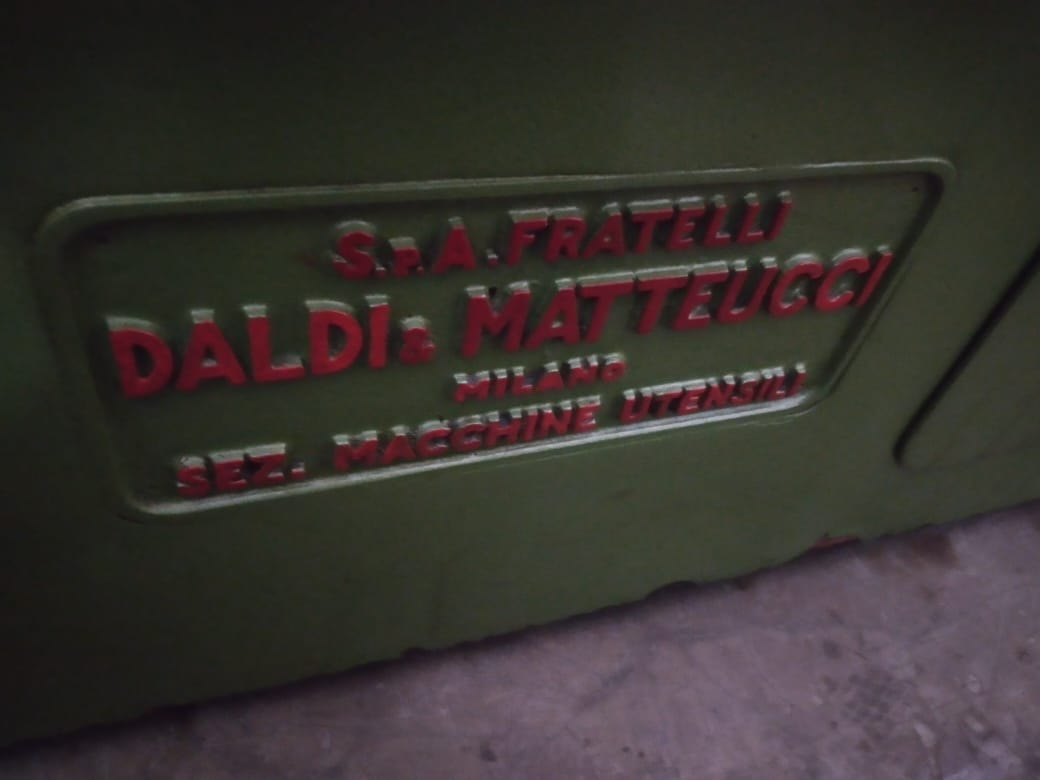 S.P.A. FRATELLI
DALDI & MATTEUCCI
MILANO
SEZ. MACCHINE UTENSILI